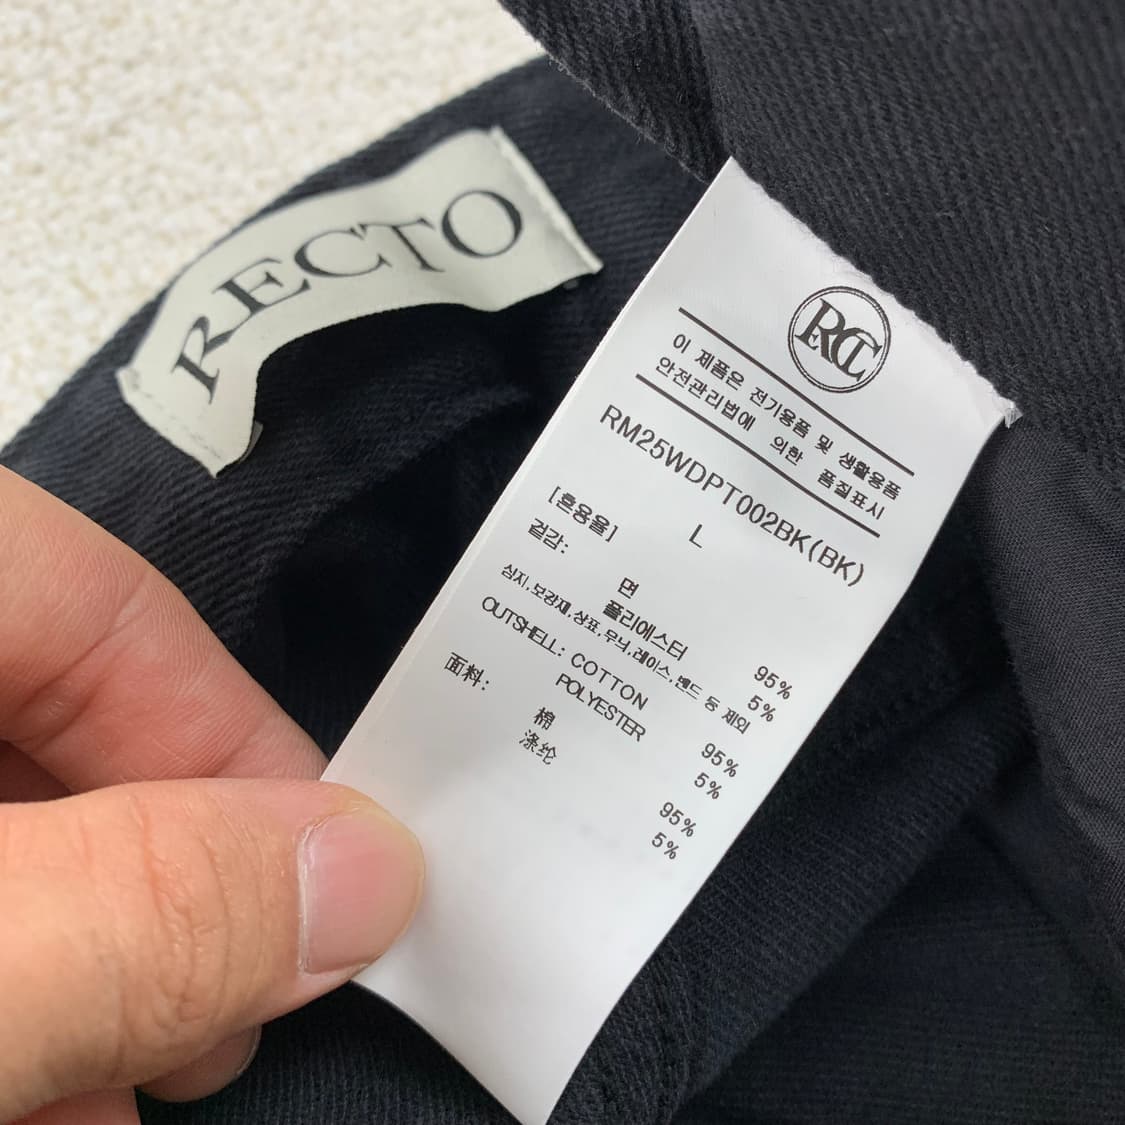 RECTO
RCT
이 제품은 전기용품 및 생활용품
안전관리법에 의한 품질표시
RM25WDPT002BK(BK)
L
[혼용율]
겉감: 면 95%
폴리에스터 5%
심지,보강재,상표,무늬,레이스,밴드 등 제외
OUTSHELL: COTTON 95%
POLYESTER 5%
面料: 棉 95%
涤纶 5%